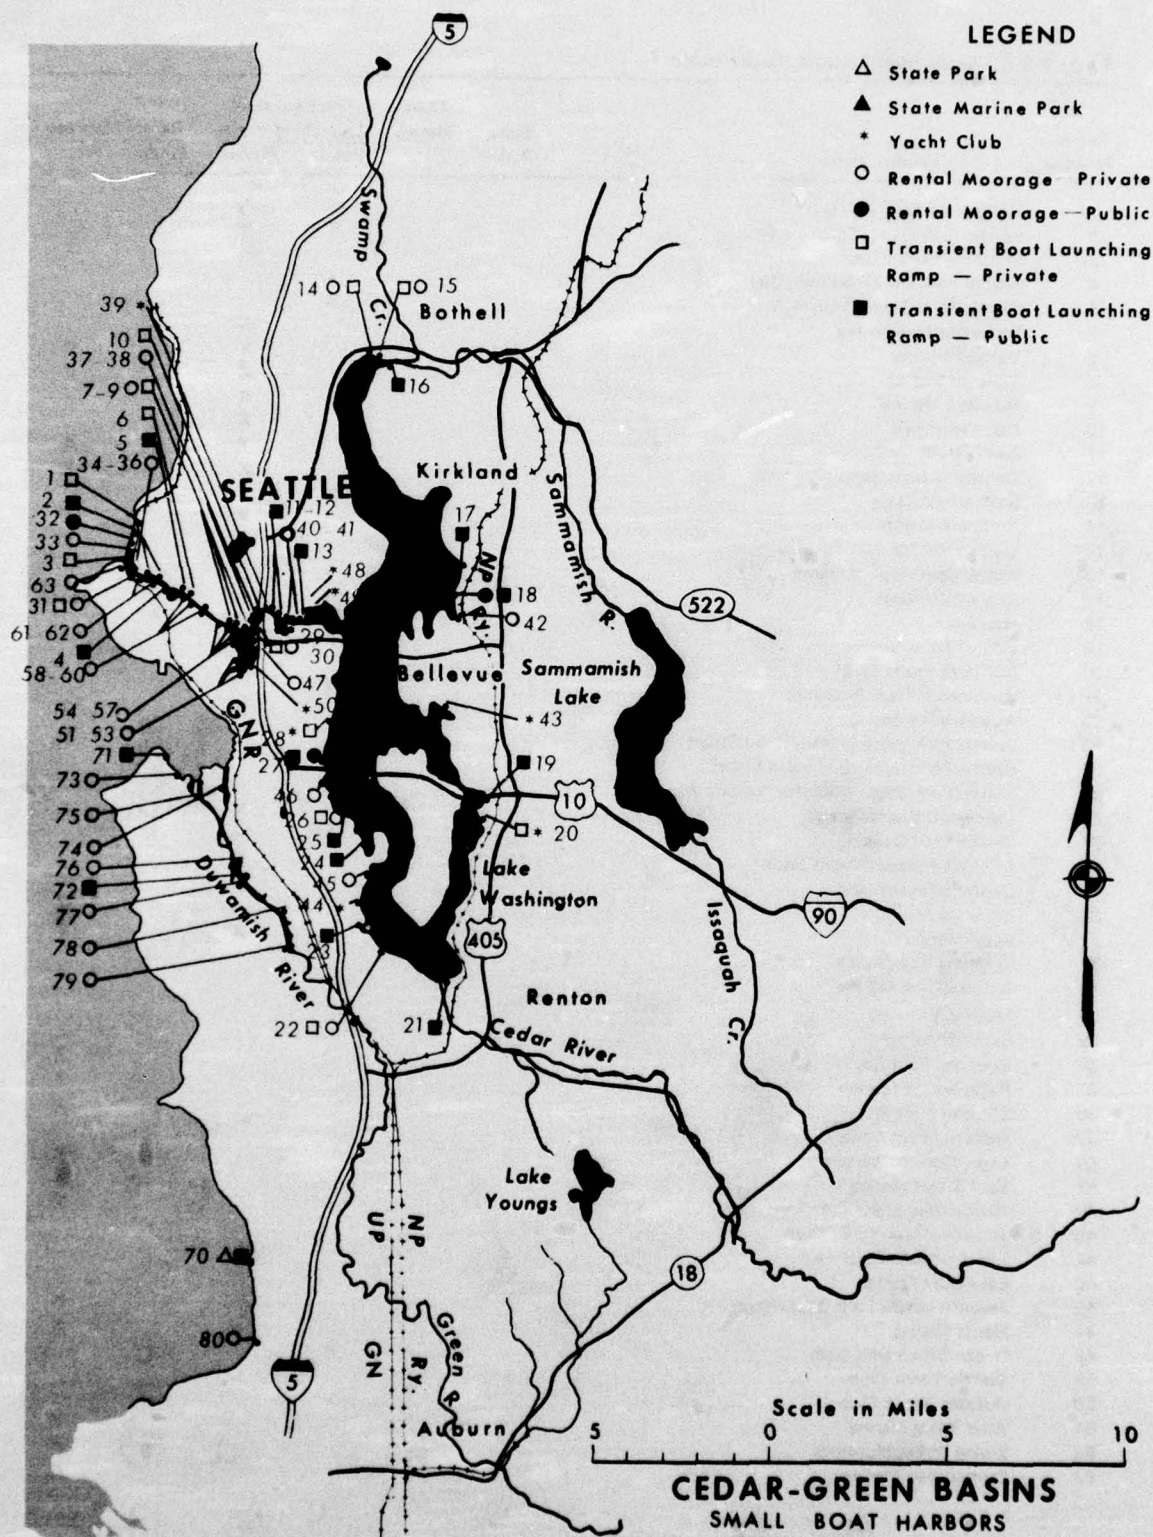 5
LEGEND
State Park
State Marine Park
* Yacht Club
Rental Moorage Private
Rental Moorage — Public
Transient Boat Launching
Ramp — Private
Transient Boat Launching
Ramp — Public
Swamp
Cr.
14
15
Bothell
39 *
10
37 38
7-9
6
5
34-36
16
Kirkland
SEATTLE
1
2
32
33
3
63
31
61 62
4
58-60
54 57
51 53
11-12
40-41
13
* 48
17
NP
Ry.
18
42
Sammamish
R.
522
29
30
47
* 50
Bellevue
Sammamish
Lake
* 43
GNR
71
73
75
74
76
72
77
78
79
27
46
26
25
24
45
44 *
23
19
10
* 20
Lake
Washington
90
405
Duwamish
River
Issaquah
Cr.
Renton
22
21
Cedar River
Lake
Youngs
UP
NP
70
18
80
GN
Ry.
Green
R.
5
Auburn
Scale in Miles
5 0 5 10
CEDAR-GREEN BASINS
SMALL BOAT HARBORS